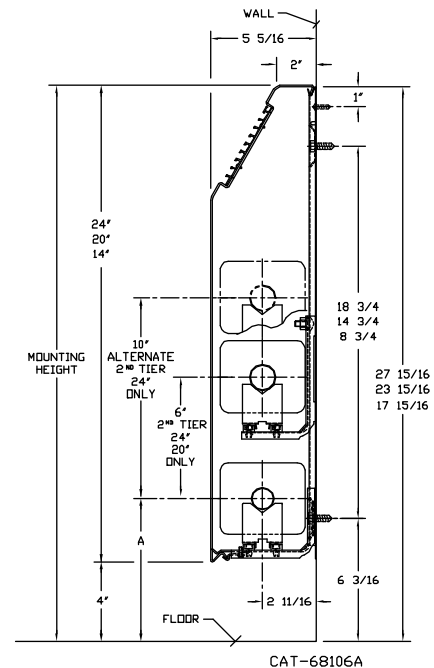 WALL
5 5/16
2"
1"
24"
20"
14"
18 3/4
14 3/4
8 3/4
10"
ALTERNATE
2ND TIER
24"
ONLY
MOUNTING
HEIGHT
27 15/16
23 15/16
17 15/16
6"
2ND TIER
24"
20"
ONLY
A
6 3/16
4"
2 11/16
FLOOR
CAT-68106A